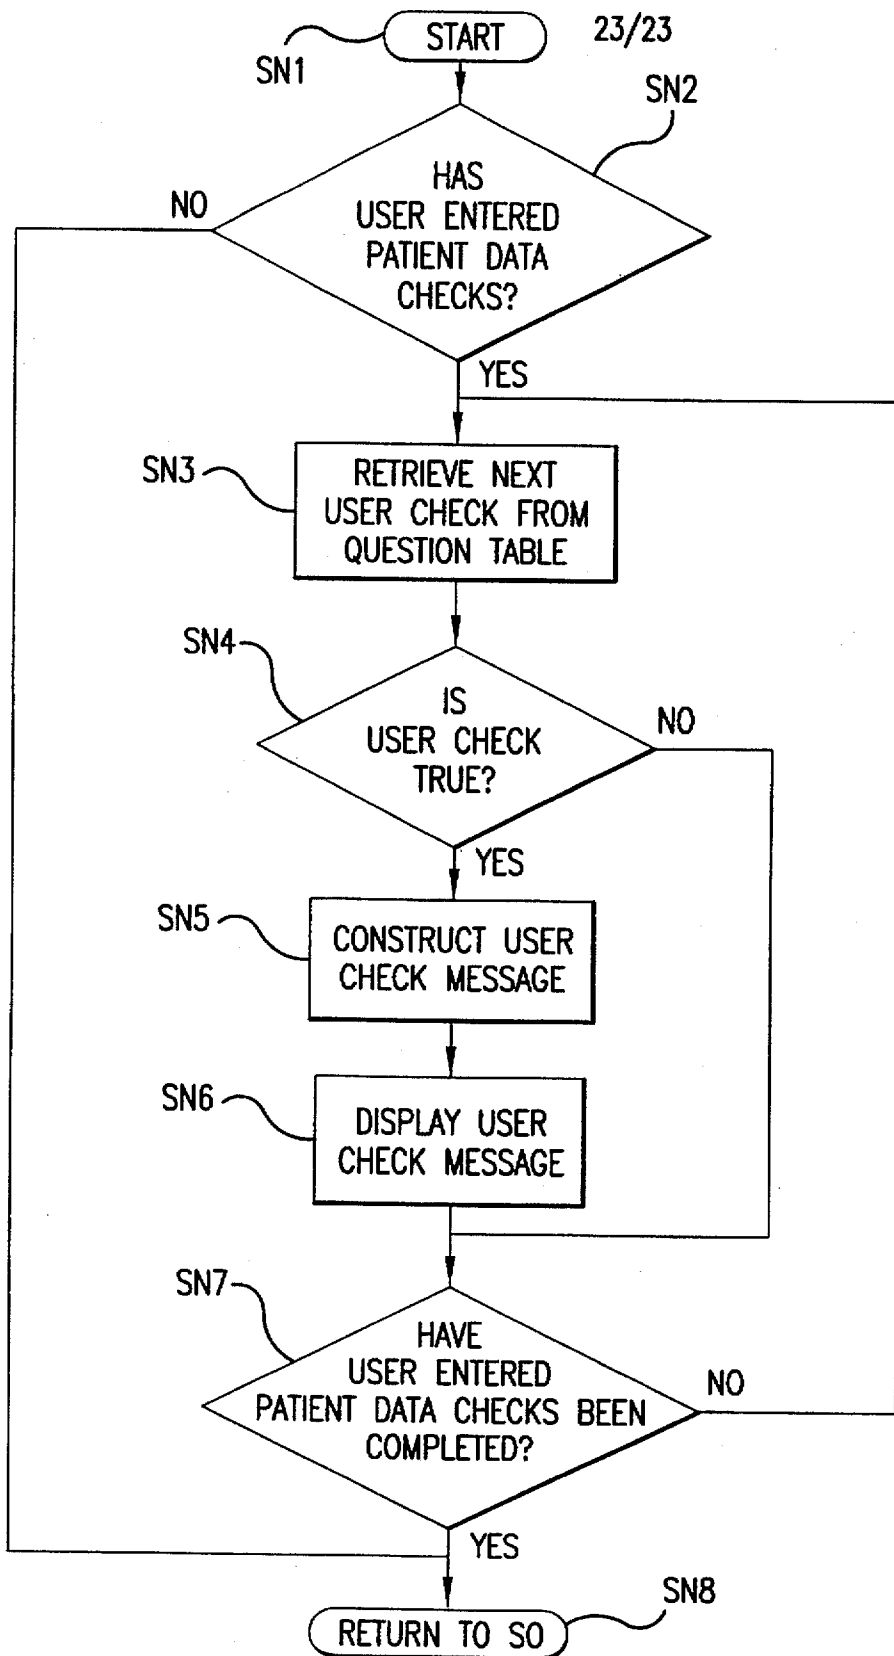 START
23/23
SN1
SN2
HAS
USER ENTERED
PATIENT DATA
CHECKS?
NO
YES
SN3
RETRIEVE NEXT
USER CHECK FROM
QUESTION TABLE
SN4
IS
USER CHECK
TRUE?
NO
YES
SN5
CONSTRUCT USER
CHECK MESSAGE
SN6
DISPLAY USER
CHECK MESSAGE
SN7
HAVE
USER ENTERED
PATIENT DATA CHECKS BEEN
COMPLETED?
NO
YES
SN8
RETURN TO SO